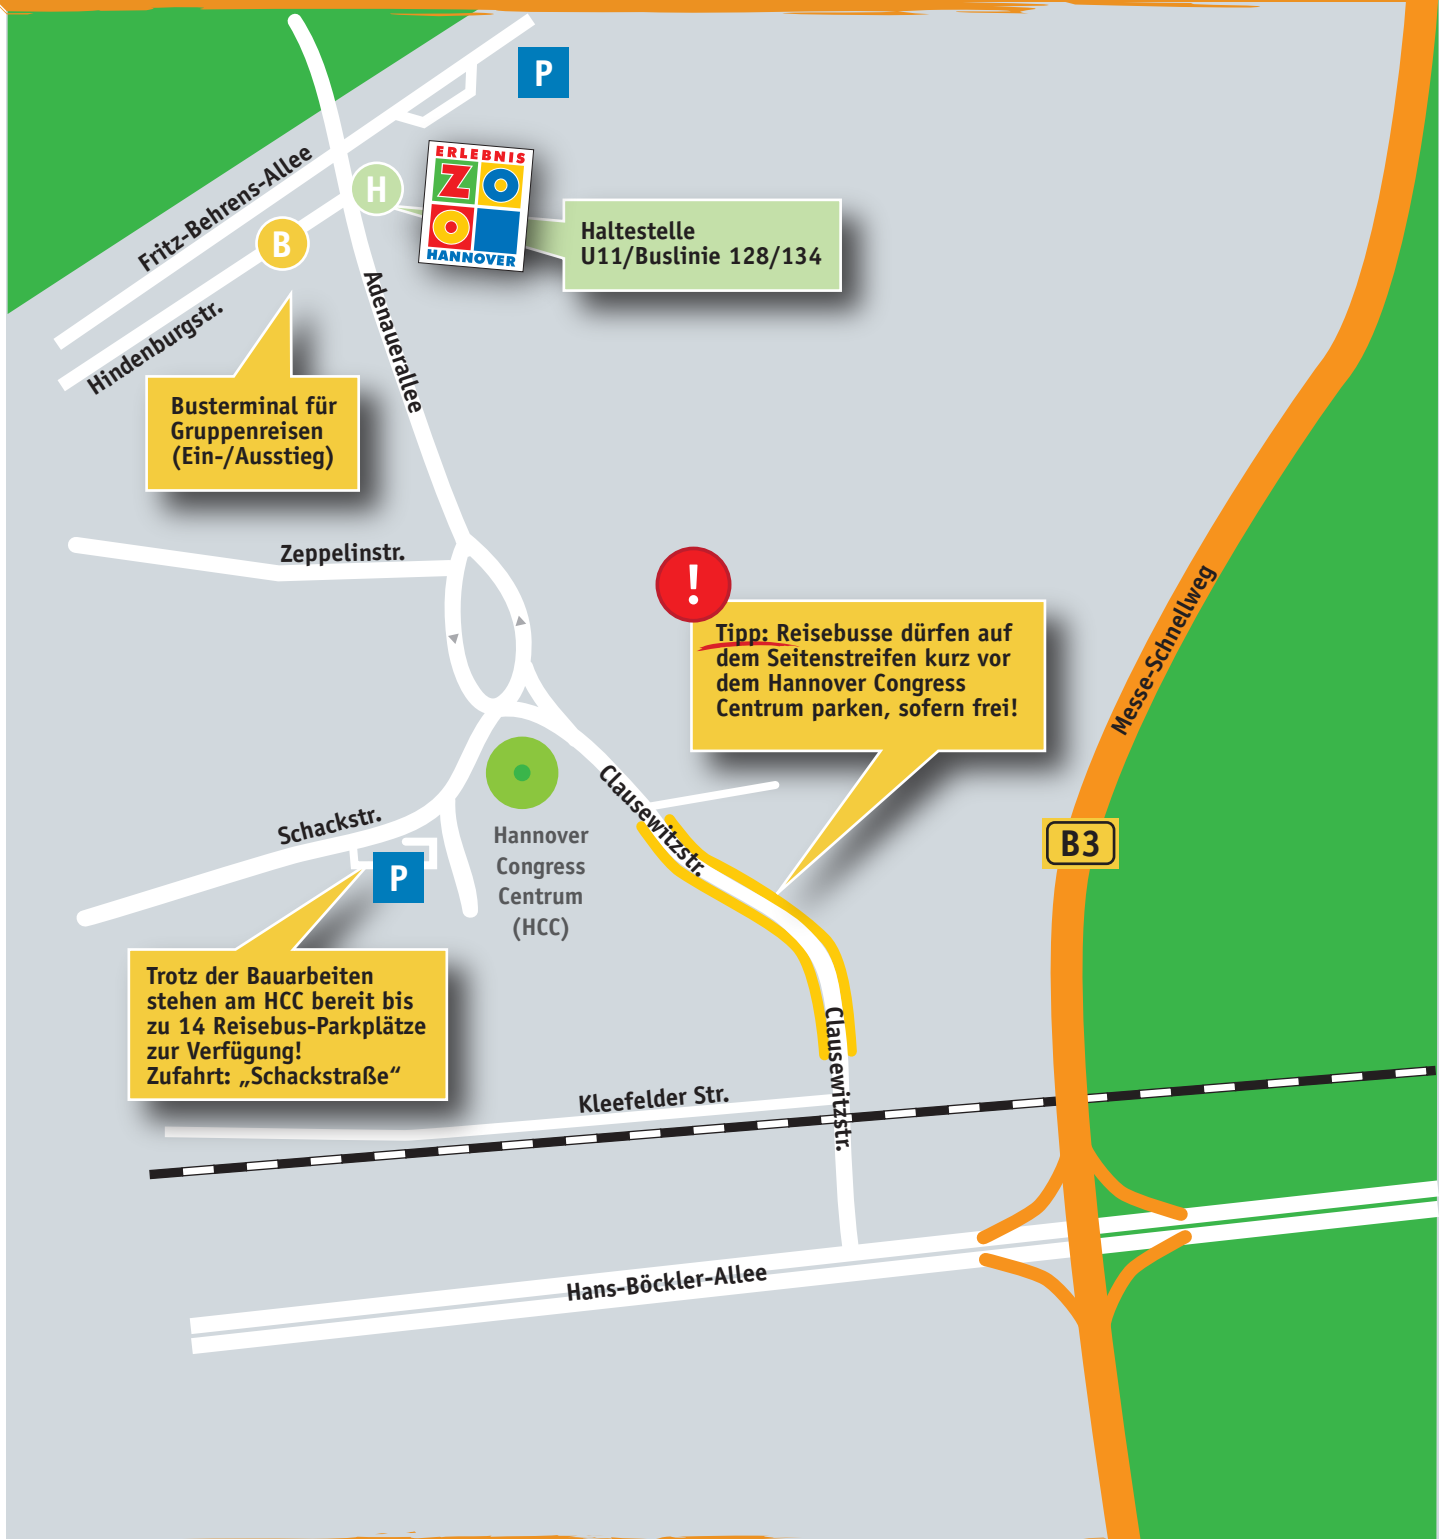 P
ERLEBNIS
ZOO
HANNOVER
Fritz-Behrens-Allee
H
B
Haltestelle
U11/Buslinie 128/134
Hindenburgstr.
Adenauerallee
Busterminal für
Gruppenreisen
(Ein-/Ausstieg)
Zeppelinstr.
!
Tipp: Reisebusse dürfen auf
dem Seitenstreifen kurz vor
dem Hannover Congress
Centrum parken, sofern frei!
Messe-Schnellweg
Clausewitzstr.
Schackstr.
B3
Hannover
Congress
Centrum
(HCC)
P
Trotz der Bauarbeiten
stehen am HCC bereit bis
zu 14 Reisebus-Parkplätze
zur Verfügung!
Zufahrt: „Schackstraße“
Clausewitzstr.
Kleefelder Str.
Hans-Böckler-Allee